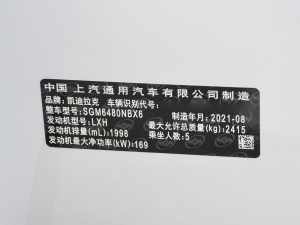 中国 上汽通用汽车有限公司制造
品牌：凯迪拉克 车辆识别代号：
整车型号：SGM6480NBX6 制造年月：2021-08
发动机型号：LXH 最大允许总质量(kg)：2415
发动机排量(mL)：1998 乘坐人数：5
发动机最大净功率(kW)：169